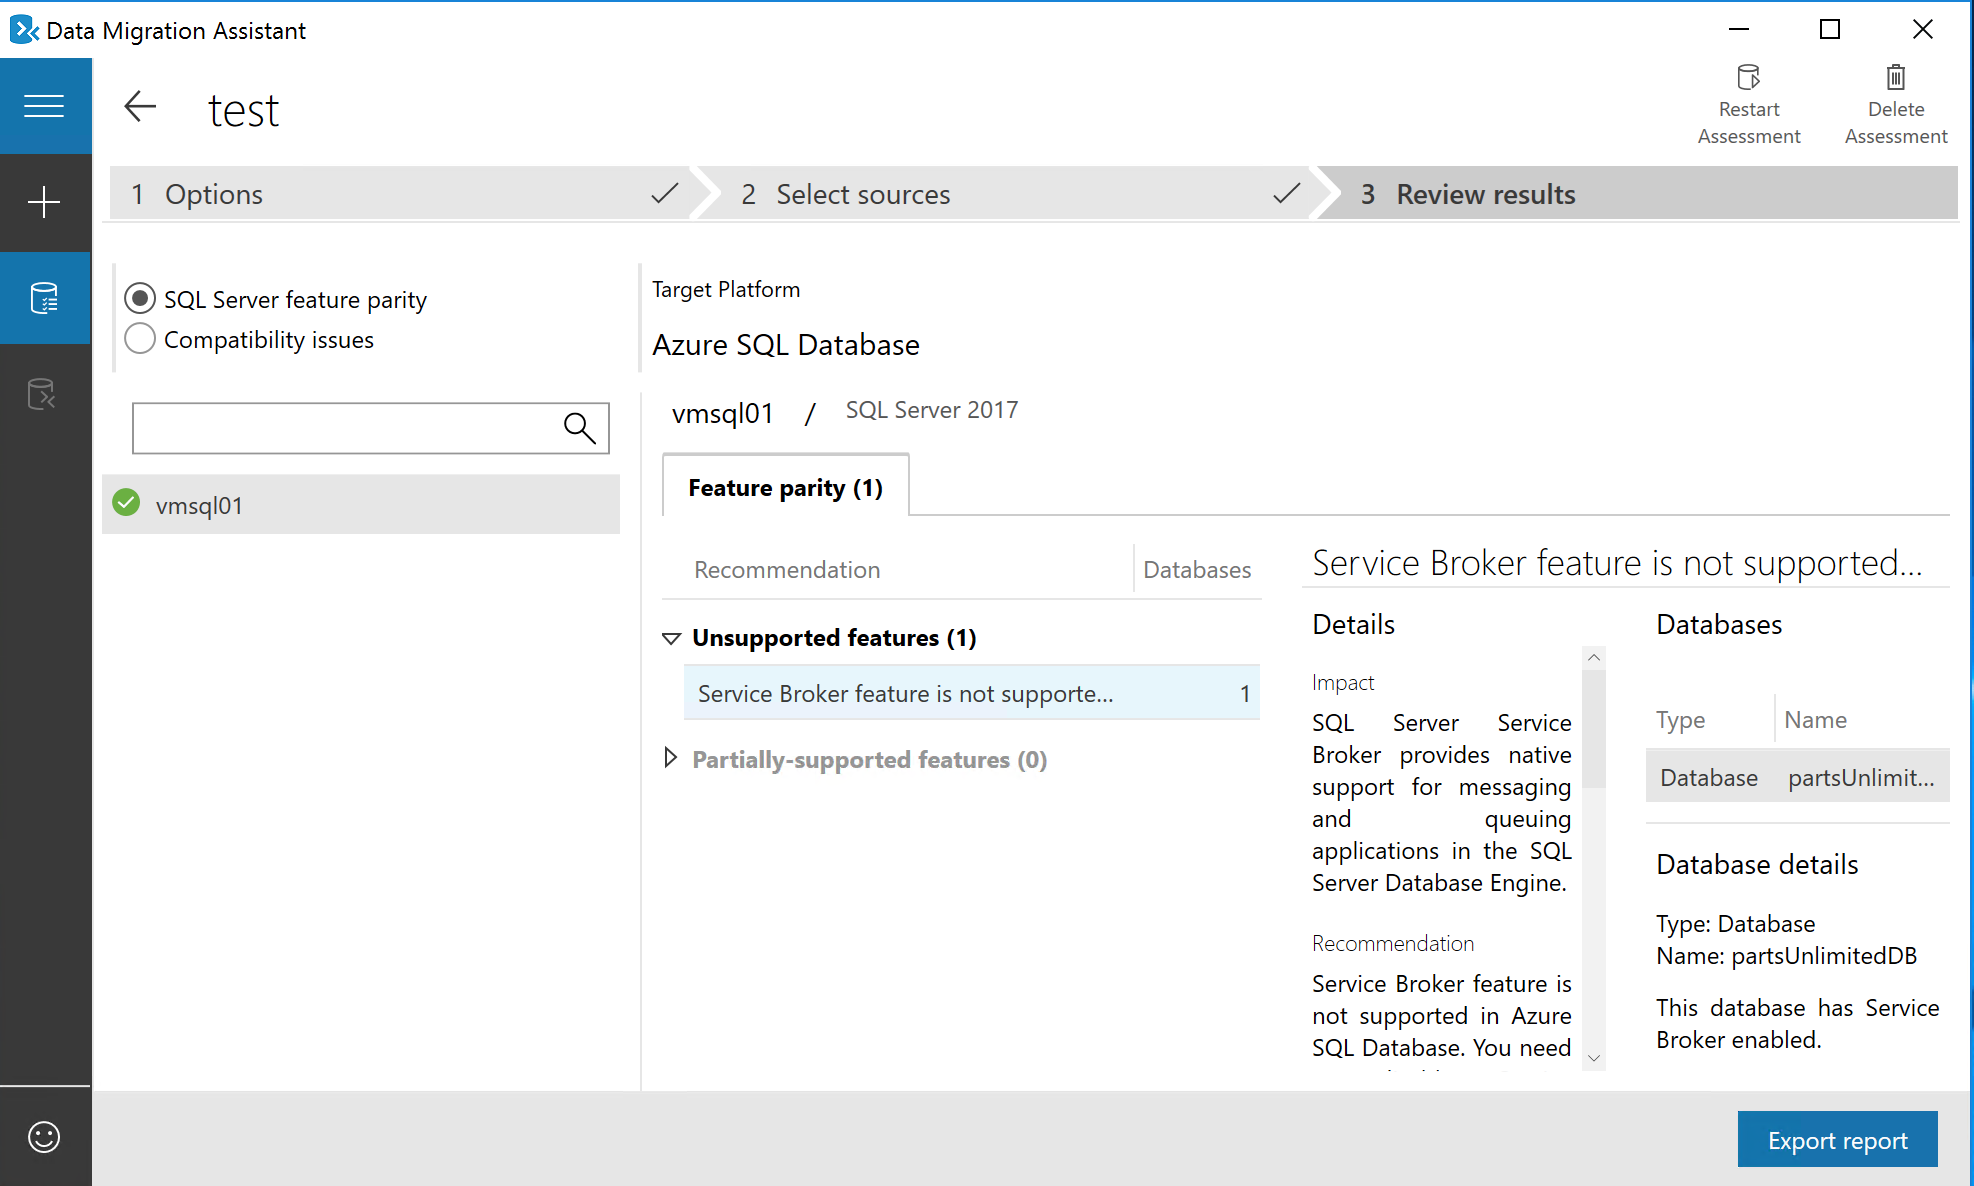 Data Migration Assistant
test
Restart
Assessment
Delete
Assessment
1 Options
2 Select sources
3 Review results
SQL Server feature parity
Compatibility issues
vmsql01
Target Platform
Azure SQL Database
vmsql01 / SQL Server 2017
Feature parity (1)
Recommendation
Databases
Unsupported features (1)
Service Broker feature is not supporte... 1
Partially-supported features (0)
Service Broker feature is not supported...
Details
Impact
SQL Server Service
Broker provides native
support for messaging
and queuing
applications in the SQL
Server Database Engine.
Recommendation
Service Broker feature is
not supported in Azure
SQL Database. You need
Databases
Type Name
Database partsUnlimit...
Database details
Type: Database
Name: partsUnlimitedDB
This database has Service
Broker enabled.
Export report